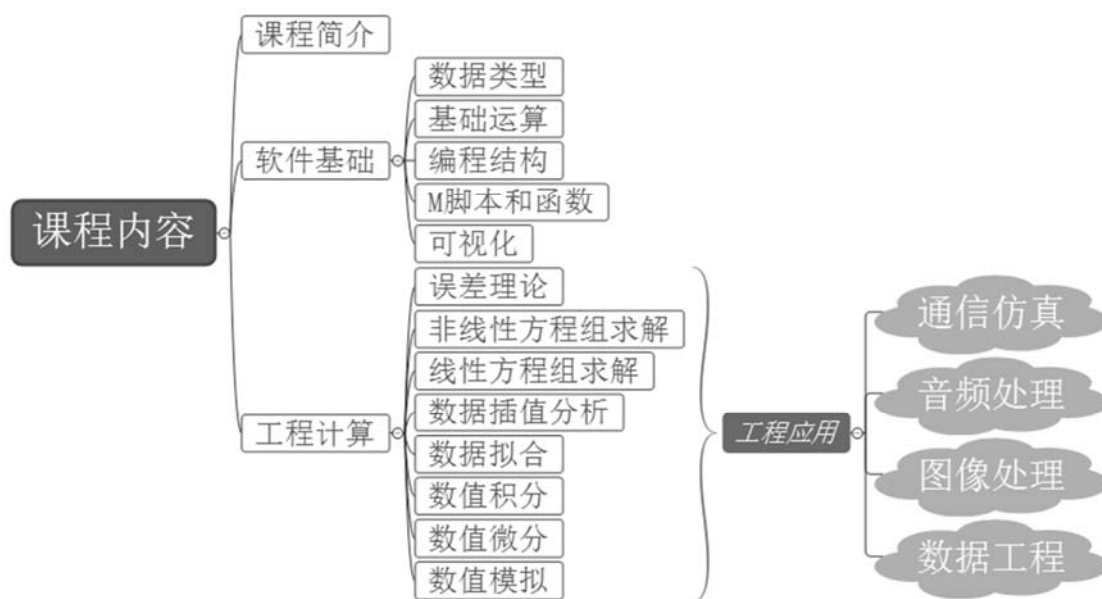 课程内容
课程简介
软件基础
数据类型
基础运算
编程结构
M脚本和函数
可视化
工程计算
误差理论
非线性方程组求解
线性方程组求解
数据插值分析
数据拟合
数值积分
数值微分
数值模拟
工程应用
通信仿真
音频处理
图像处理
数据工程